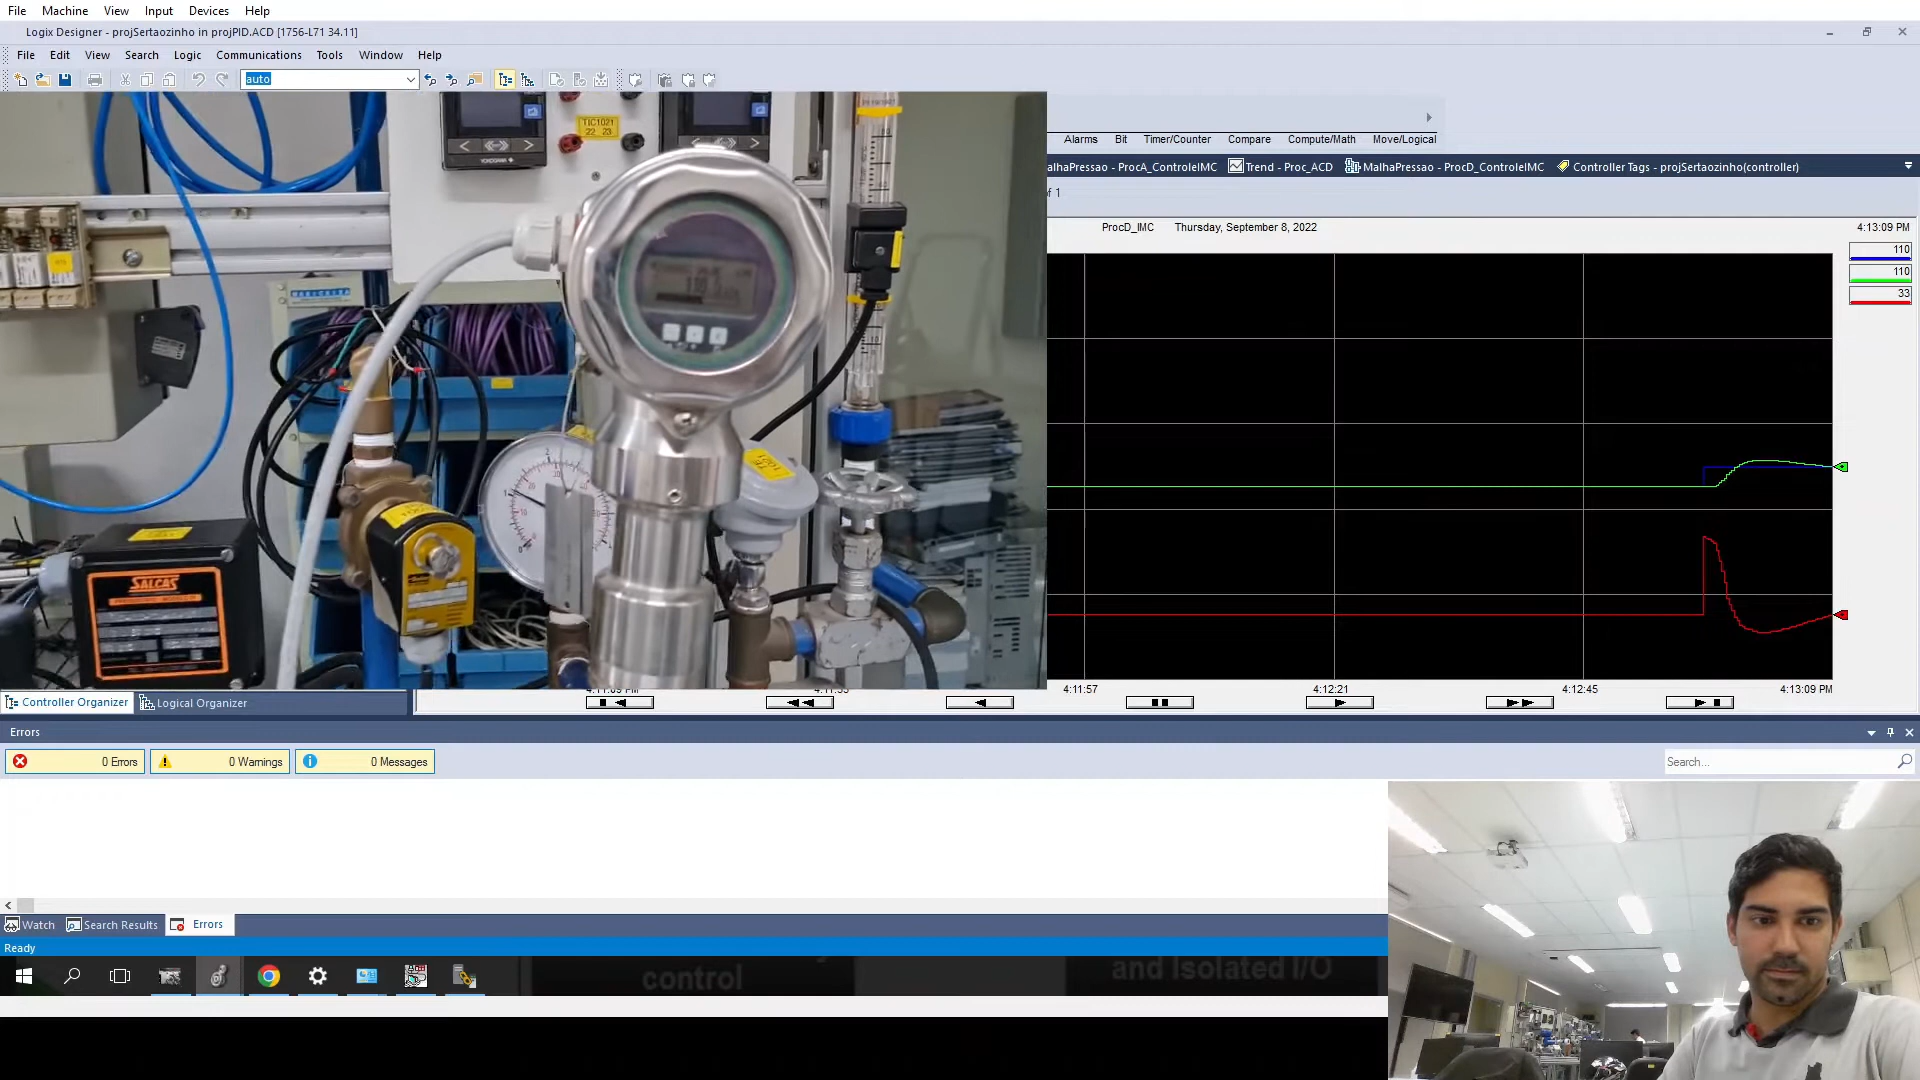 File Machine View Input Devices Help
Logix Designer - projSertaozinho in projPID.ACD [1756-L71 34.11]
File Edit View Search Logic Communications Tools Window Help
auto
Alarms Bit Timer/Counter Compare Compute/Math Move/Logical
alhaPressao - ProcA_ControleIMC Trend - Proc_ACD MalhaPressao - ProcD_ControleIMC Controller Tags - projSertaozinho(controller)
of 1
ProcD_IMC Thursday, September 8, 2022 4:13:09 PM
110
110
33
TIC1021
22 23
YOKOGAWA
SALCAS
4:11:57 4:12:21 4:12:45 4:13:09 PM
Controller Organizer Logical Organizer
Errors
0 Errors 0 Warnings 0 Messages Search...
Watch Search Results Errors
Ready
control
and Isolated I/O